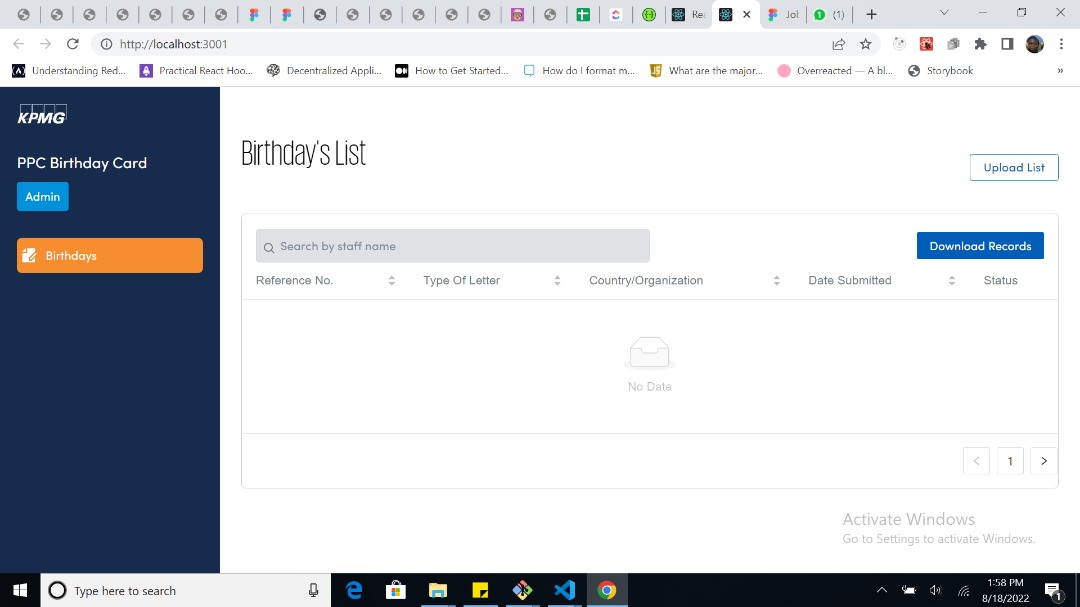 Re
Job
1 (1)
http://localhost:3001
Understanding Red... Practical React Hoo... Decentralized Appli... How to Get Started... How do I format m... What are the major... Overreacted — A bl... Storybook »
KPMG
PPC Birthday Card
Admin
Birthdays
Birthday's List
Upload List
Search by staff name
Download Records
Reference No. Type Of Letter Country/Organization Date Submitted Status
No Data
< 1 >
Activate Windows
Go to Settings to activate Windows.
Type here to search
1:58 PM
8/18/2022
1